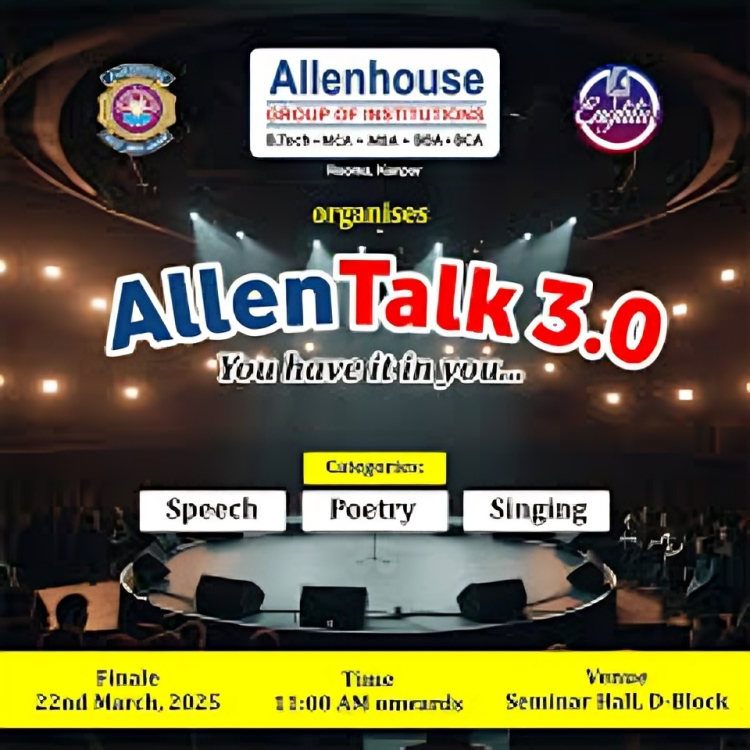 Allenhouse
GROUP OF INSTITUTIONS
B.Tech • MCA • MBA • BBA • BCA
Rooma, Kanpur
organises
AllenTalk 3.0
You have it in you...
Categories:
Speech Poetry Singing
Finale Time Venue
22nd March, 2025 11:00 AM onwards Seminar Hall, D-Block